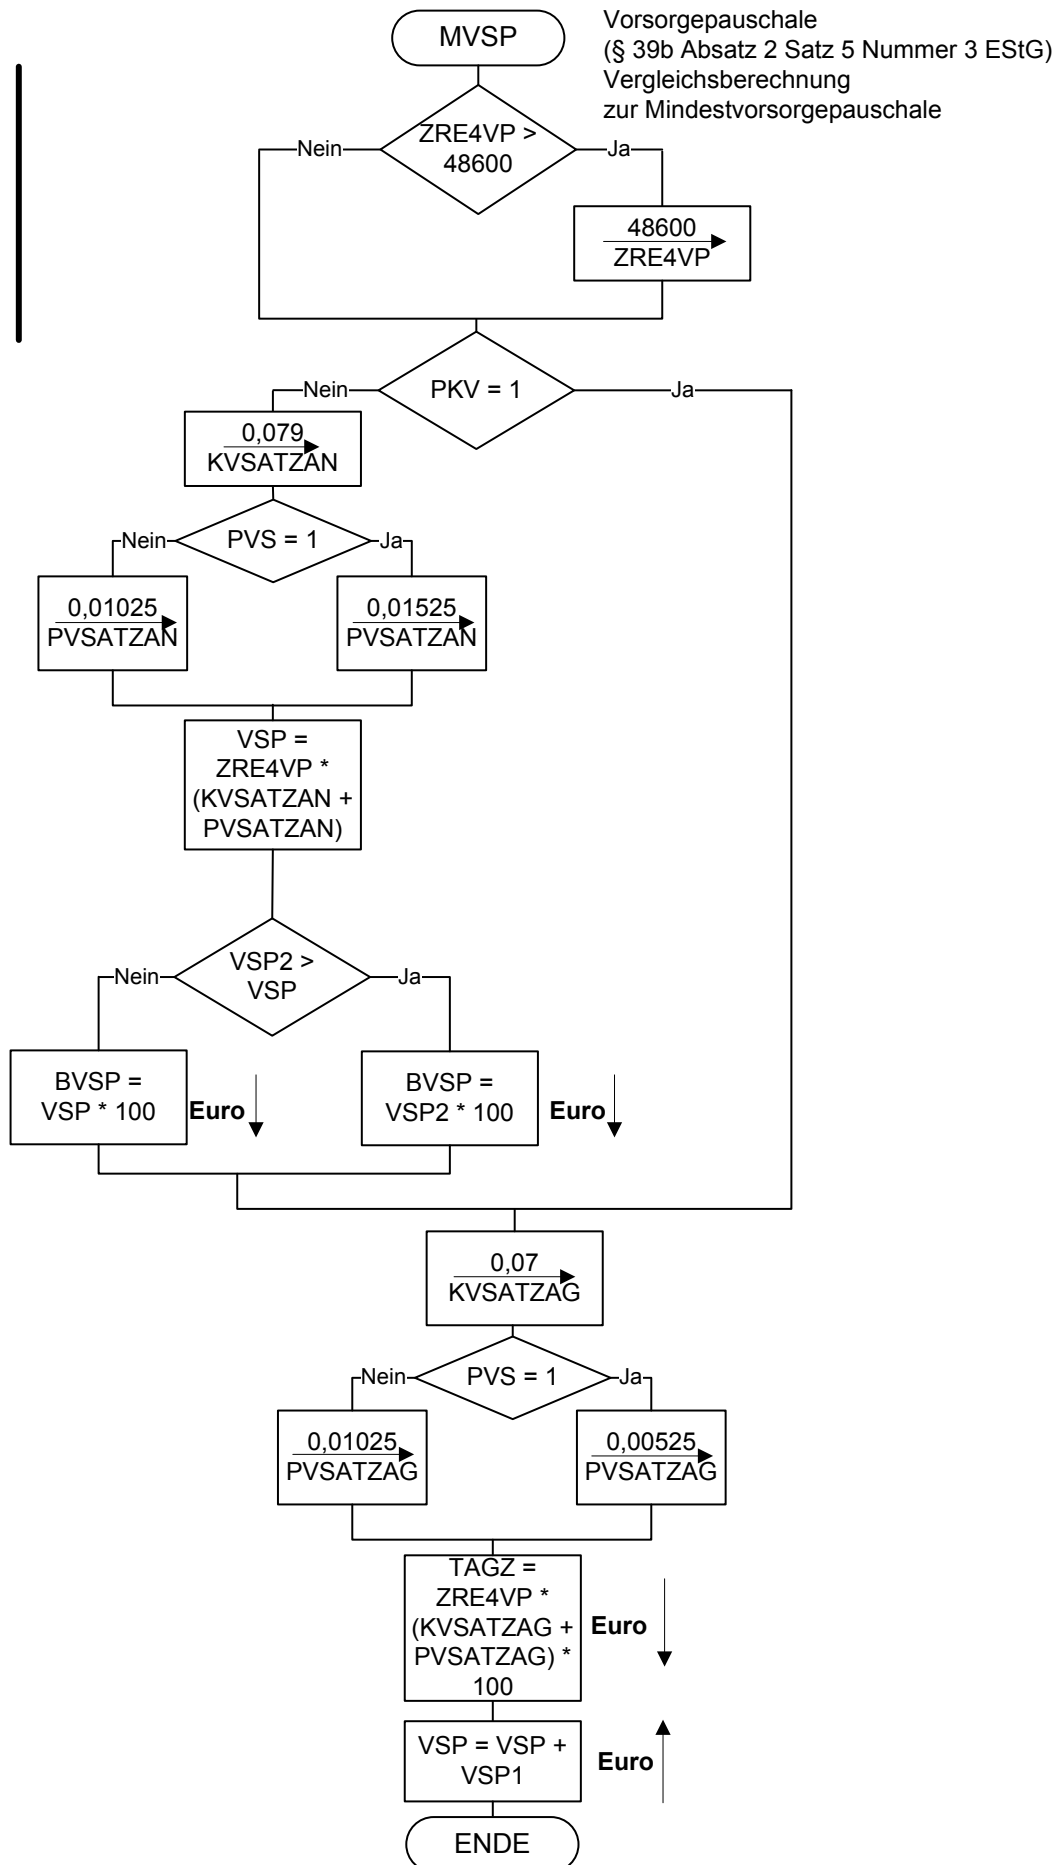 MVSP
Vorsorgepauschale
(§ 39b Absatz 2 Satz 5 Nummer 3 EStG)
Vergleichsberechnung
zur Mindestvorsorgepauschale
ZRE4VP >
48600
Nein
Ja
48600
ZRE4VP
PKV = 1
Nein
Ja
0,079
KVSATZAN
PVS = 1
Nein
Ja
0,01025
PVSATZAN
0,01525
PVSATZAN
VSP =
ZRE4VP *
(KVSATZAN +
PVSATZAN)
VSP2 >
VSP
Nein
Ja
BVSP =
VSP * 100
Euro
BVSP =
VSP2 * 100
Euro
0,07
KVSATZAG
PVS = 1
Nein
Ja
0,01025
PVSATZAG
0,00525
PVSATZAG
TAGZ =
ZRE4VP *
(KVSATZAG +
PVSATZAG) *
100
Euro
VSP = VSP +
VSP1
Euro
ENDE